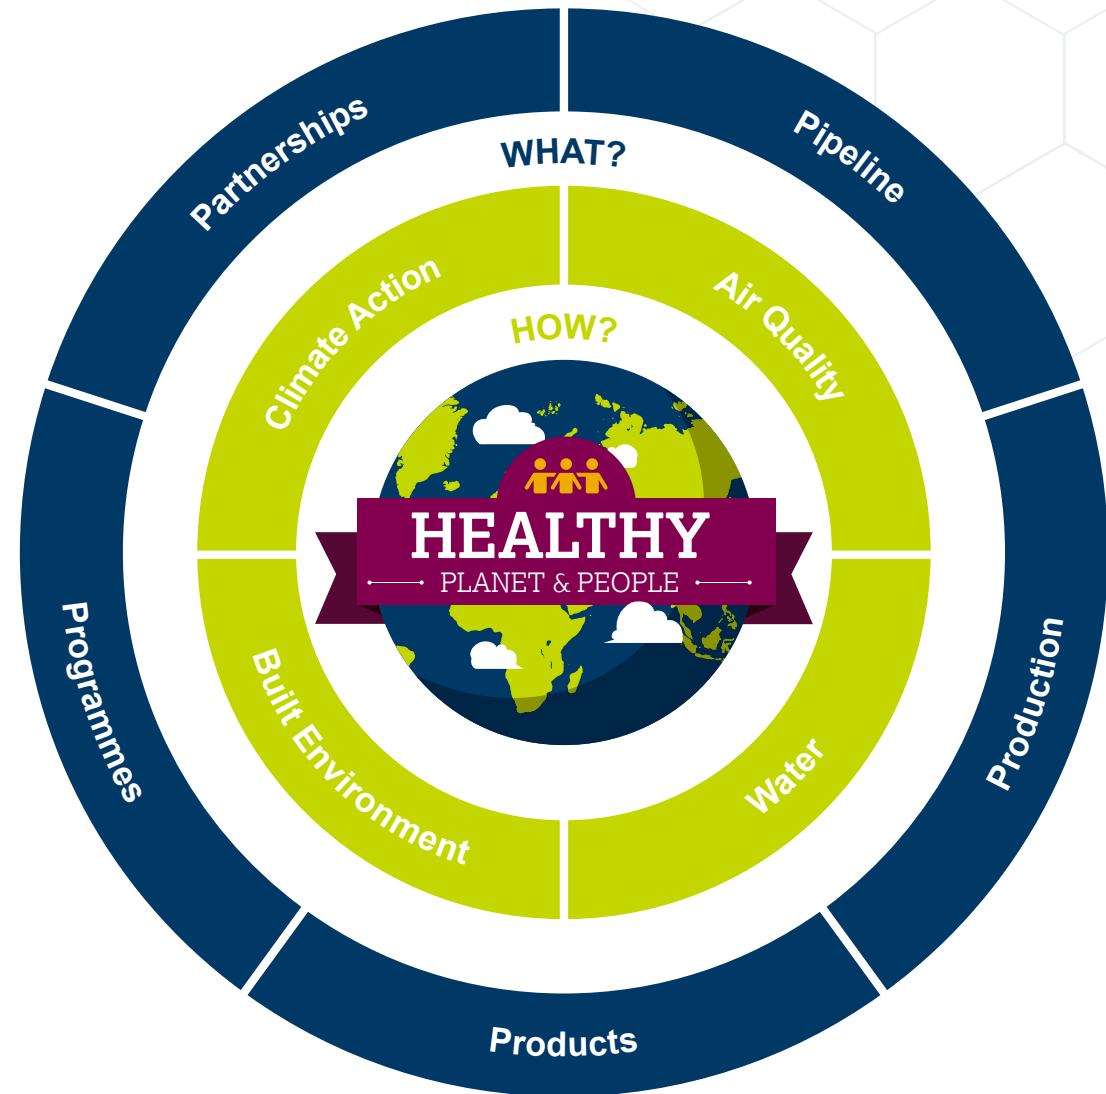 Partnerships
Pipeline
WHAT?
Climate Action
Air Quality
HOW?
HEALTHY
PLANET & PEOPLE
Programmes
Built Environment
Water
Production
Products